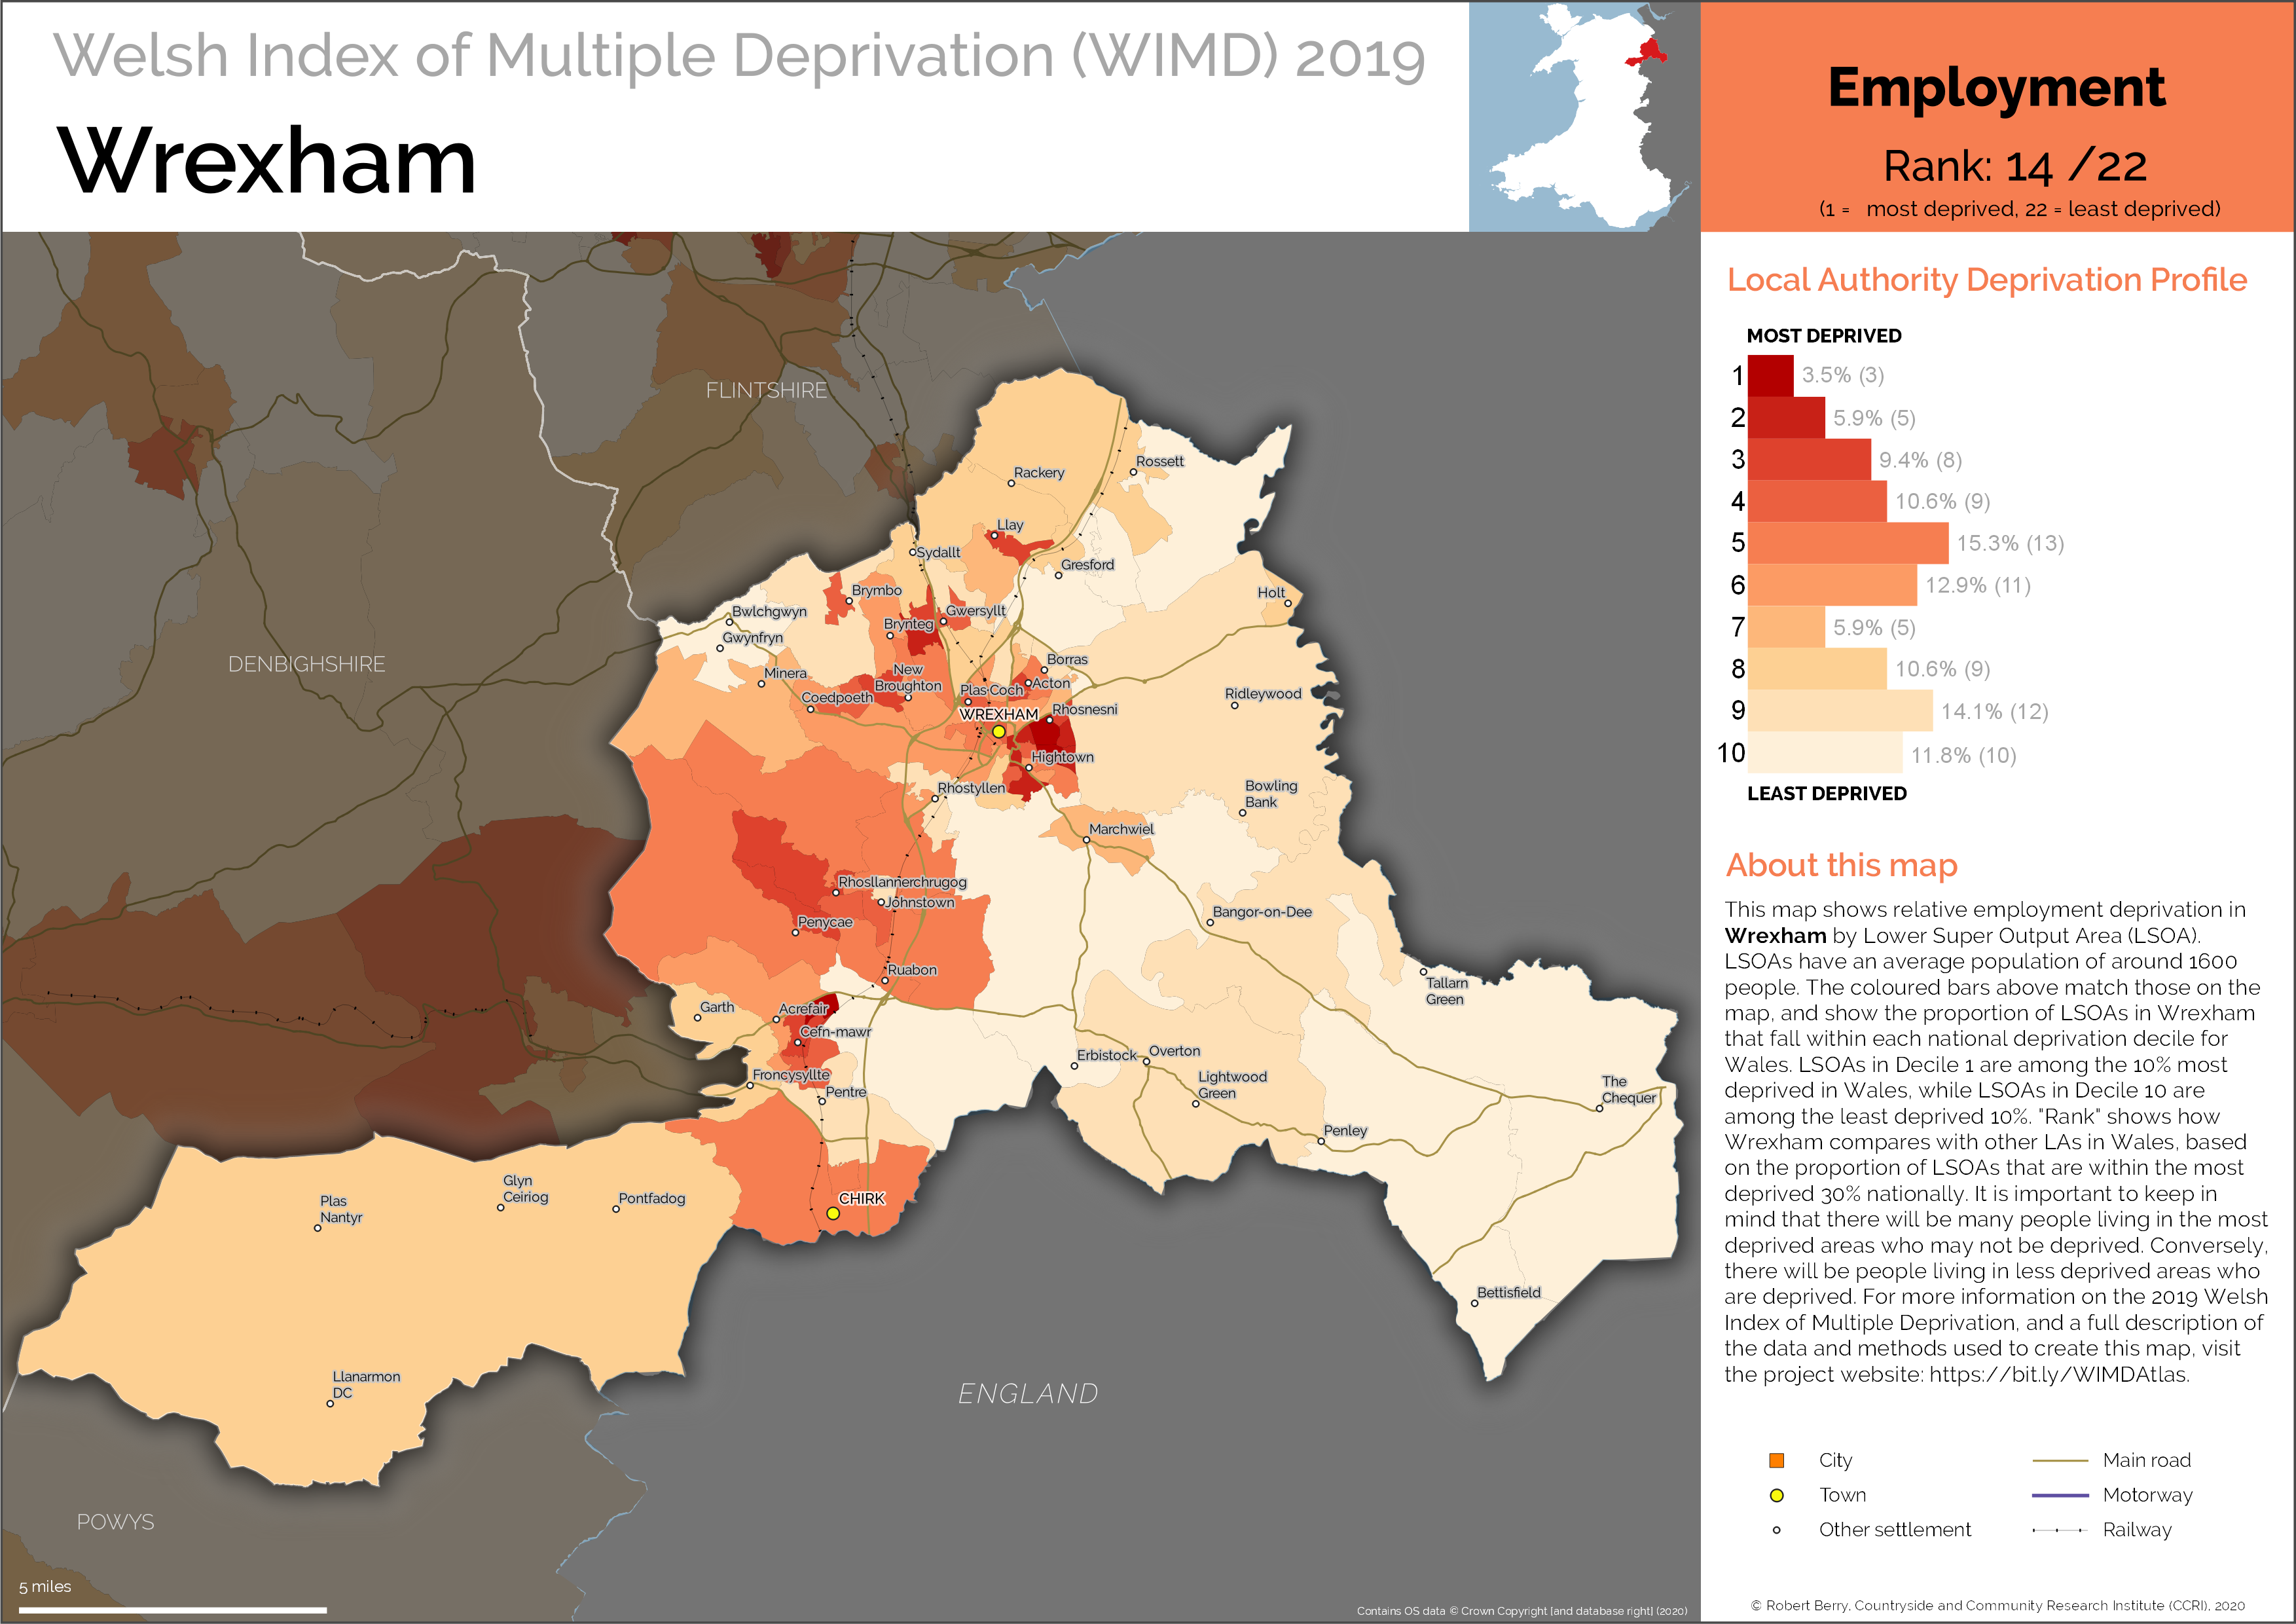 Welsh Index of Multiple Deprivation (WIMD) 2019
Wrexham
Employment
Rank: 14 /22
(1 = most deprived, 22 = least deprived)
Local Authority Deprivation Profile
MOST DEPRIVED
1 3.5% (3)
2 5.9% (5)
3 9.4% (8)
4 10.6% (9)
5 15.3% (13)
6 12.9% (11)
7 5.9% (5)
8 10.6% (9)
9 14.1% (12)
10 11.8% (10)
LEAST DEPRIVED
About this map
This map shows relative employment deprivation in
Wrexham by Lower Super Output Area (LSOA).
LSOAs have an average population of around 1600
people. The coloured bars above match those on the
map, and show the proportion of LSOAs in Wrexham
that fall within each national deprivation decile for
Wales. LSOAs in Decile 1 are among the 10% most
deprived in Wales, while LSOAs in Decile 10 are
among the least deprived 10%. "Rank" shows how
Wrexham compares with other LAs in Wales, based
on the proportion of LSOAs that are within the most
deprived 30% nationally. It is important to keep in
mind that there will be many people living in the most
deprived areas who may not be deprived. Conversely,
there will be people living in less deprived areas who
are deprived. For more information on the 2019 Welsh
Index of Multiple Deprivation, and a full description of
the data and methods used to create this map, visit
the project website: https://bit.ly/WIMDAtlas.
City
Town
Other settlement
Main road
Motorway
Railway
© Robert Berry, Countryside and Community Research Institute (CCRI), 2020
FLINTSHIRE
DENBIGHSHIRE
POWYS
ENGLAND
Rackery
Rossett
Llay
Sydallt
Gresford
Brymbo
Holt
Bwlchgwyn
Gwersyllt
Brynteg
Gwynfryn
Borras
Minera
New
Broughton
Acton
Plas Coch
Coedpoeth
Ridleywood
WREXHAM
Rhosnesni
Hightown
Rhostyllen
Bowling
Bank
Marchwiel
Rhosllannerchrugog
Johnstown
Penycae
Bangor-on-Dee
Ruabon
Tallarn
Green
Garth
Acrefair
Cefn-mawr
Erbistock
Overton
Froncysyllte
Pentre
Lightwood
Green
The
Chequer
Penley
Glyn
Ceiriog
Plas
Nantyr
Pontfadog
CHIRK
Bettisfield
Llanarmon
DC
5 miles
Contains OS data © Crown Copyright [and database right] (2020)